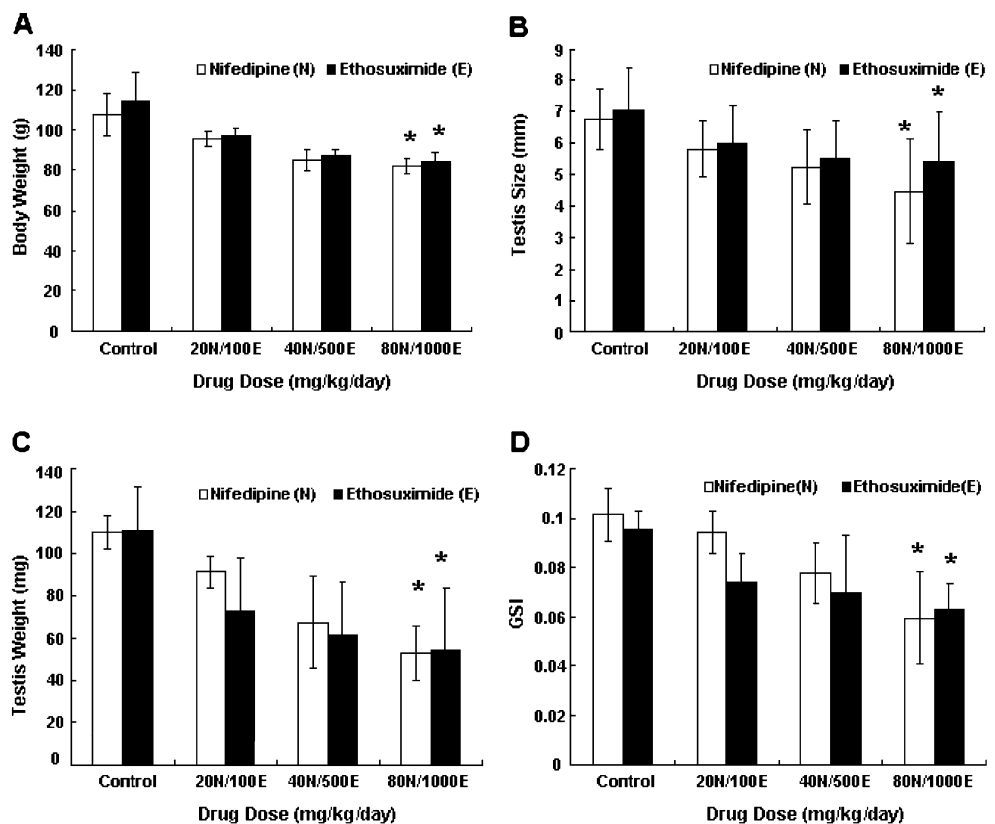 A
140
120
100
80
60
40
20
0
Body Weight (g)
Nifedipine (N) Ethosuximide (E)
* *
Control 20N/100E 40N/500E 80N/1000E
Drug Dose (mg/kg/day)
B
9
8
7
6
5
4
3
2
1
0
Testis Size (mm)
Nifedipine (N) Ethosuximide (E)
* *
Control 20N/100E 40N/500E 80N/1000E
Drug Dose (mg/kg/day)
C
140
120
100
80
60
40
20
0
Testis Weight (mg)
Nifedipine (N) Ethosuximide (E)
* *
Control 20N/100E 40N/500E 80N/1000E
Drug Dose (mg/kg/day)
D
0.12
0.1
0.08
0.06
0.04
0.02
0
GSI
Nifedipine(N) Ethosuximide(E)
* *
Control 20N/100E 40N/500E 80N/1000E
Drug Dose (mg/kg/day)